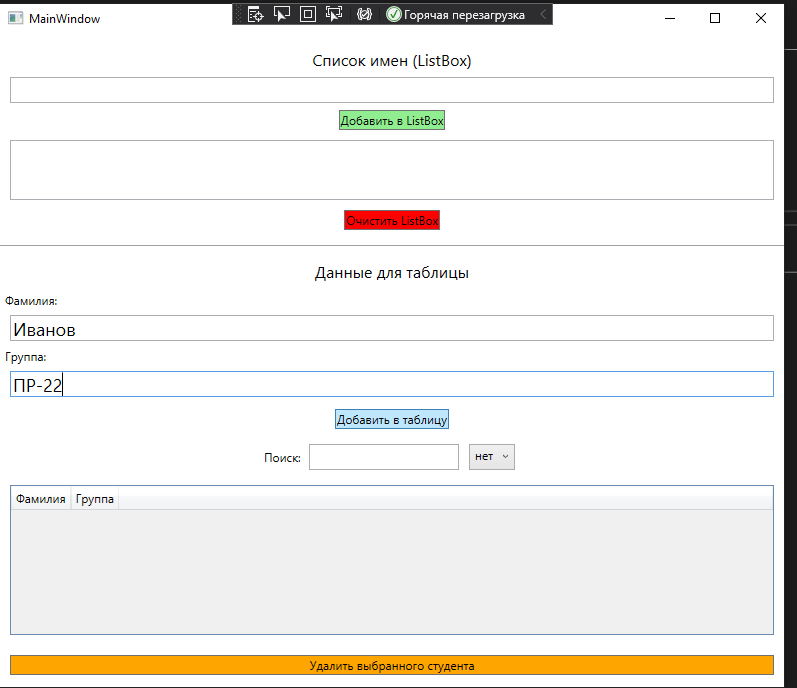 MainWindow
Горячая перезагрузка
Список имен (ListBox)
Добавить в ListBox
Очистить ListBox
Данные для таблицы
Фамилия:
Иванов
Группа:
ПР-22
Добавить в таблицу
Поиск:
нет
Фамилия Группа
Удалить выбранного студента